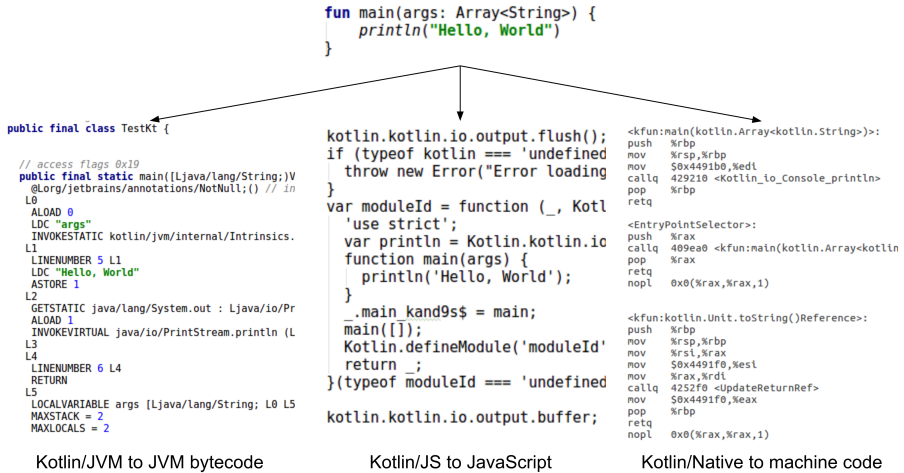 fun main(args: Array<String>) {
    println("Hello, World")
}
public final class TestKt {
// access flags 0x19
public final static main([Ljava/lang/String;)V
@Lorg/jetbrains/annotations/NotNull;() // in
L0
ALOAD 0
LDC "args"
INVOKESTATIC kotlin/jvm/internal/Intrinsics.
L1
LINENUMBER 5 L1
LDC "Hello, World"
ASTORE 1
L2
GETSTATIC java/lang/System.out : Ljava/io/Pr
ALOAD 1
INVOKEVIRTUAL java/io/PrintStream.println (L
L3
L4
LINENUMBER 6 L4
RETURN
L5
LOCALVARIABLE args [Ljava/lang/String; L0 L5
MAXSTACK = 2
MAXLOCALS = 2
Kotlin/JVM to JVM bytecode
kotlin.kotlin.io.output.flush();
if (typeof kotlin === 'undefined
  throw new Error("Error loading
}
var moduleId = function (_, Kotl
  'use strict';
  var println = Kotlin.kotlin.io
  function main(args) {
    println('Hello, World');
  }
  _.main_kand9s$ = main;
  main([]);
  Kotlin.defineModule('moduleId'
  return _;
}(typeof moduleId === 'undefined
kotlin.kotlin.io.output.buffer;
Kotlin/JS to JavaScript
<kfun:main(kotlin.Array<kotlin.String>)>:
push %rbp
mov %rsp,%rbp
mov $0x4491b0,%edi
callq 429210 <Kotlin_io_Console_println>
pop %rbp
retq
<EntryPointSelector>:
push %rax
callq 409ea0 <kfun:main(kotlin.Array<kotlin
pop %rax
retq
nopl 0x0(%rax,%rax,1)
<kfun:kotlin.Unit.toString()Reference>:
push %rbp
mov %rsp,%rbp
mov %rsi,%rax
mov $0x4491f0,%esi
mov %rax,%rdi
callq 4252f0 <UpdateReturnRef>
mov $0x4491f0,%eax
pop %rbp
retq
nopl 0x0(%rax,%rax,1)
Kotlin/Native to machine code